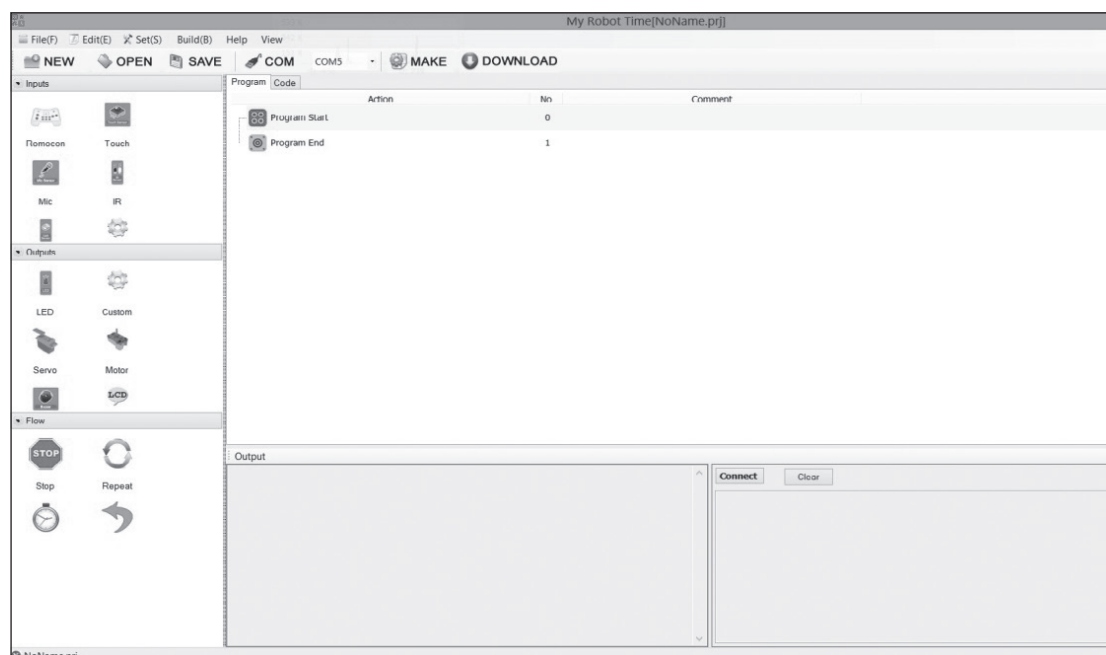 My Robot Time[NoName.prj]
File(F) Edit(E) Set(S) Build(B) Help View
NEW OPEN SAVE COM COM5 MAKE DOWNLOAD
Inputs
Program Code
Action No Comment
Program Start 0
Program End 1
Touch
Mic IR
Outputs
LED Custom
Servo Motor
LCD
Flow
STOP
Stop Repeat
Output
Connect Clear
NoName.prj